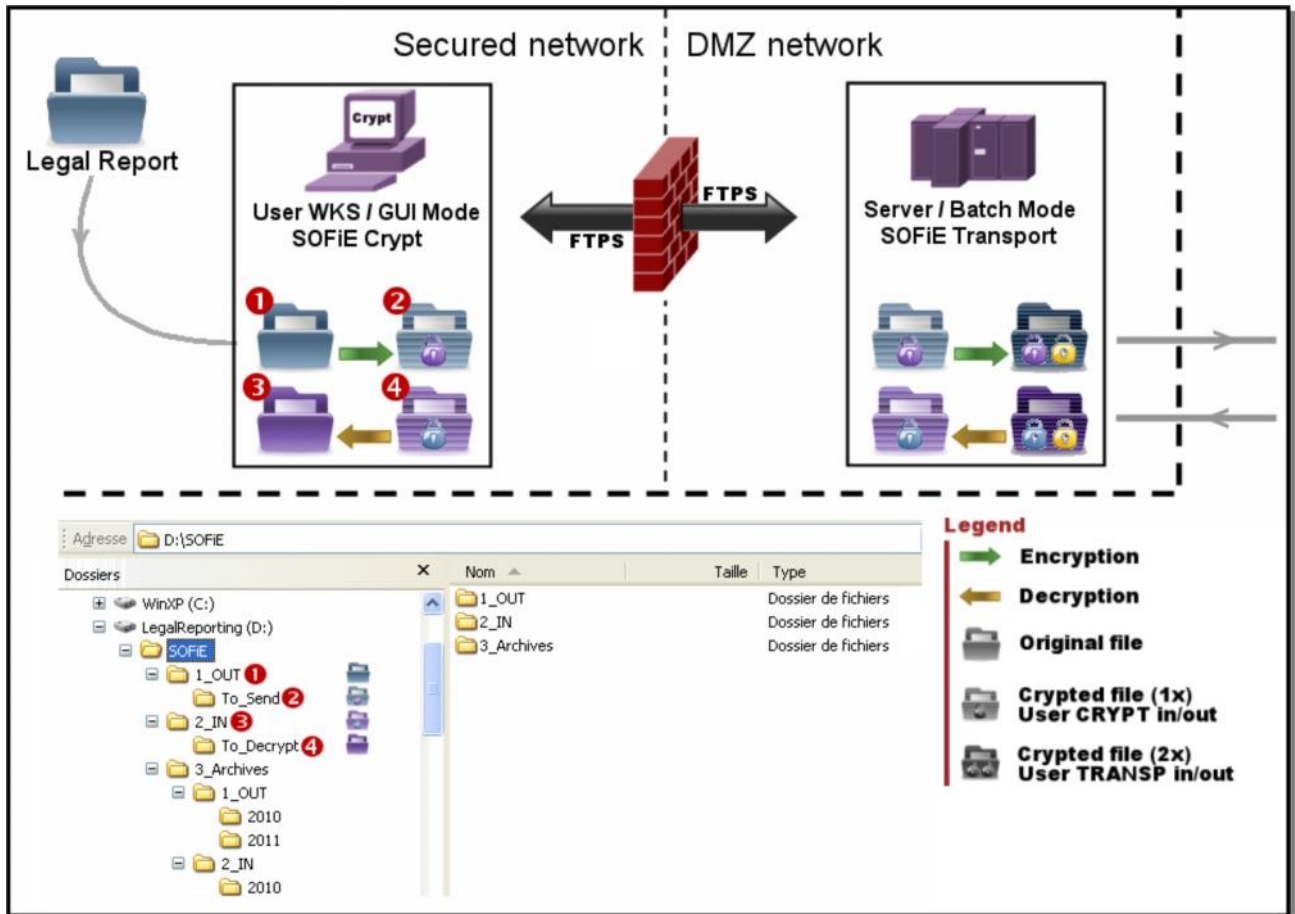 Secured network
DMZ network
Legal Report
Crypt
User WKS / GUI Mode
SOFiE Crypt
FTPS
FTPS
Server / Batch Mode
SOFiE Transport
1
2
3
4
Adresse D:\SOFiE
Dossiers x
Nom Taille Type
WinXP (C:)
LegalReporting (D:)
SOFiE
1_OUT 1
To_Send 2
2_IN 3
To_Decrypt 4
3_Archives
1_OUT
2010
2011
2_IN
2010
1_OUT Dossier de fichiers
2_IN Dossier de fichiers
3_Archives Dossier de fichiers
Legend
Encryption
Decryption
Original file
Crypted file (1x)
User CRYPT in/out
Crypted file (2x)
User TRANSP in/out